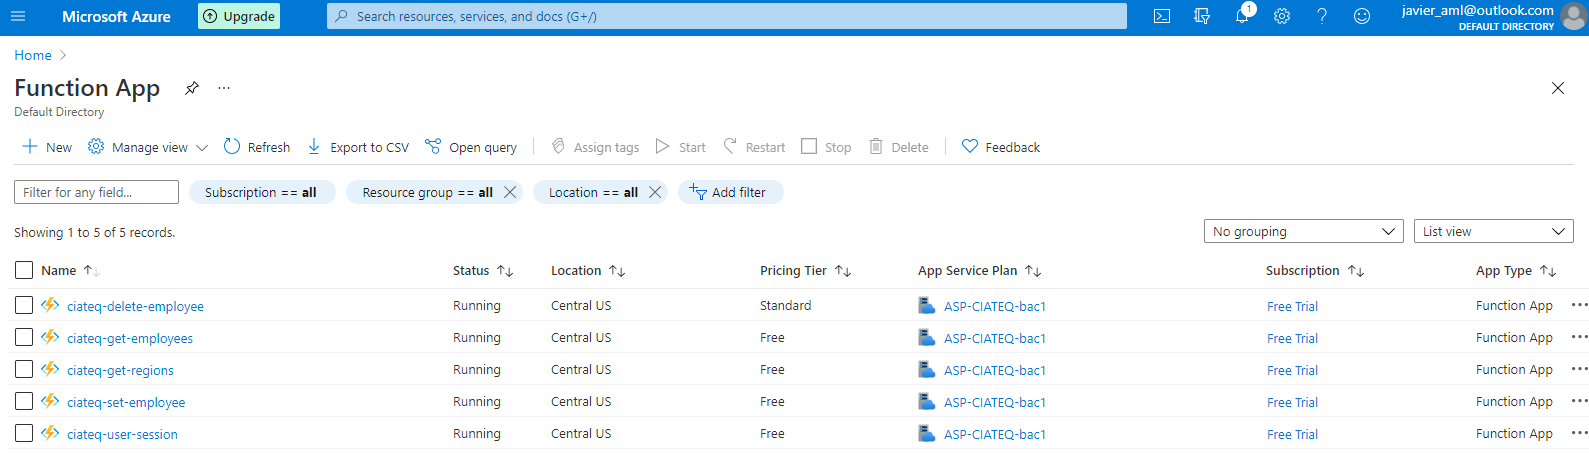 Microsoft Azure Upgrade Search resources, services, and docs (G+/) 1 javier_aml@outlook.com
DEFAULT DIRECTORY
Home
Function App
Default Directory
New Manage view Refresh Export to CSV Open query Assign tags Start Restart Stop Delete Feedback
Filter for any field... Subscription == all Resource group == all Location == all Add filter
Showing 1 to 5 of 5 records. No grouping List view
Name Status Location Pricing Tier App Service Plan Subscription App Type
ciateq-delete-employee Running Central US Standard ASP-CIATEQ-bac1 Free Trial Function App
ciateq-get-employees Running Central US Free ASP-CIATEQ-bac1 Free Trial Function App
ciateq-get-regions Running Central US Free ASP-CIATEQ-bac1 Free Trial Function App
ciateq-set-employee Running Central US Free ASP-CIATEQ-bac1 Free Trial Function App
ciateq-user-session Running Central US Free ASP-CIATEQ-bac1 Free Trial Function App